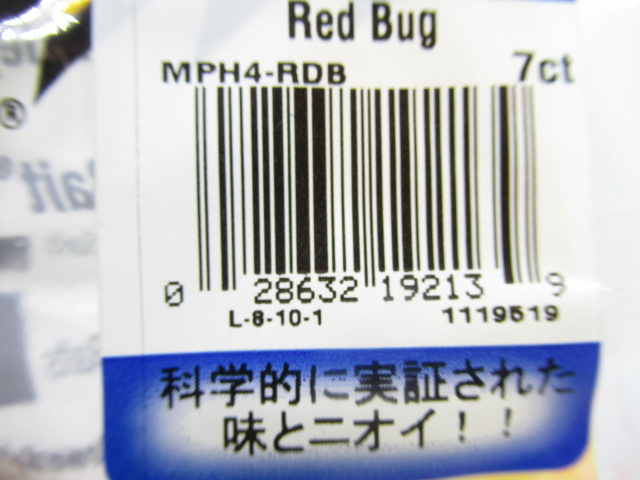 Red Bug
MPH4-RDB 7ct
0 28632 19213 9
L-8-10-1 1119519
科学的に実証された
味とニオイ！！
®